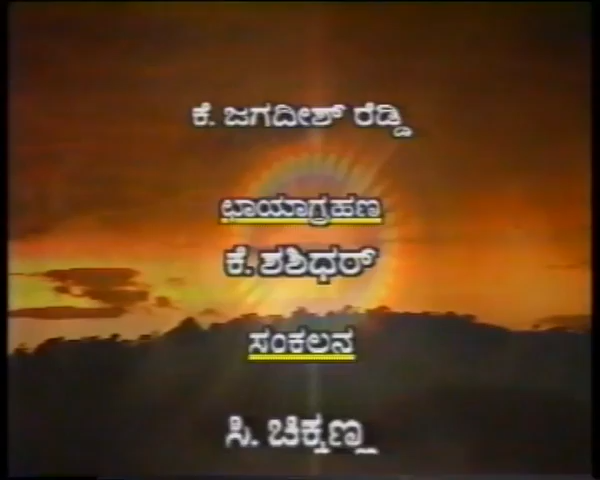 ಕೆ. ಜಗದೀಶ್ ರೆಡ್ಡಿ
ಛಾಯಾಗ್ರಹಣ
ಕೆ. ಶಶಿಧರ್
ಸಂಕಲನ
ಸಿ. ಚಿಕ್ಕಣ್ಣ